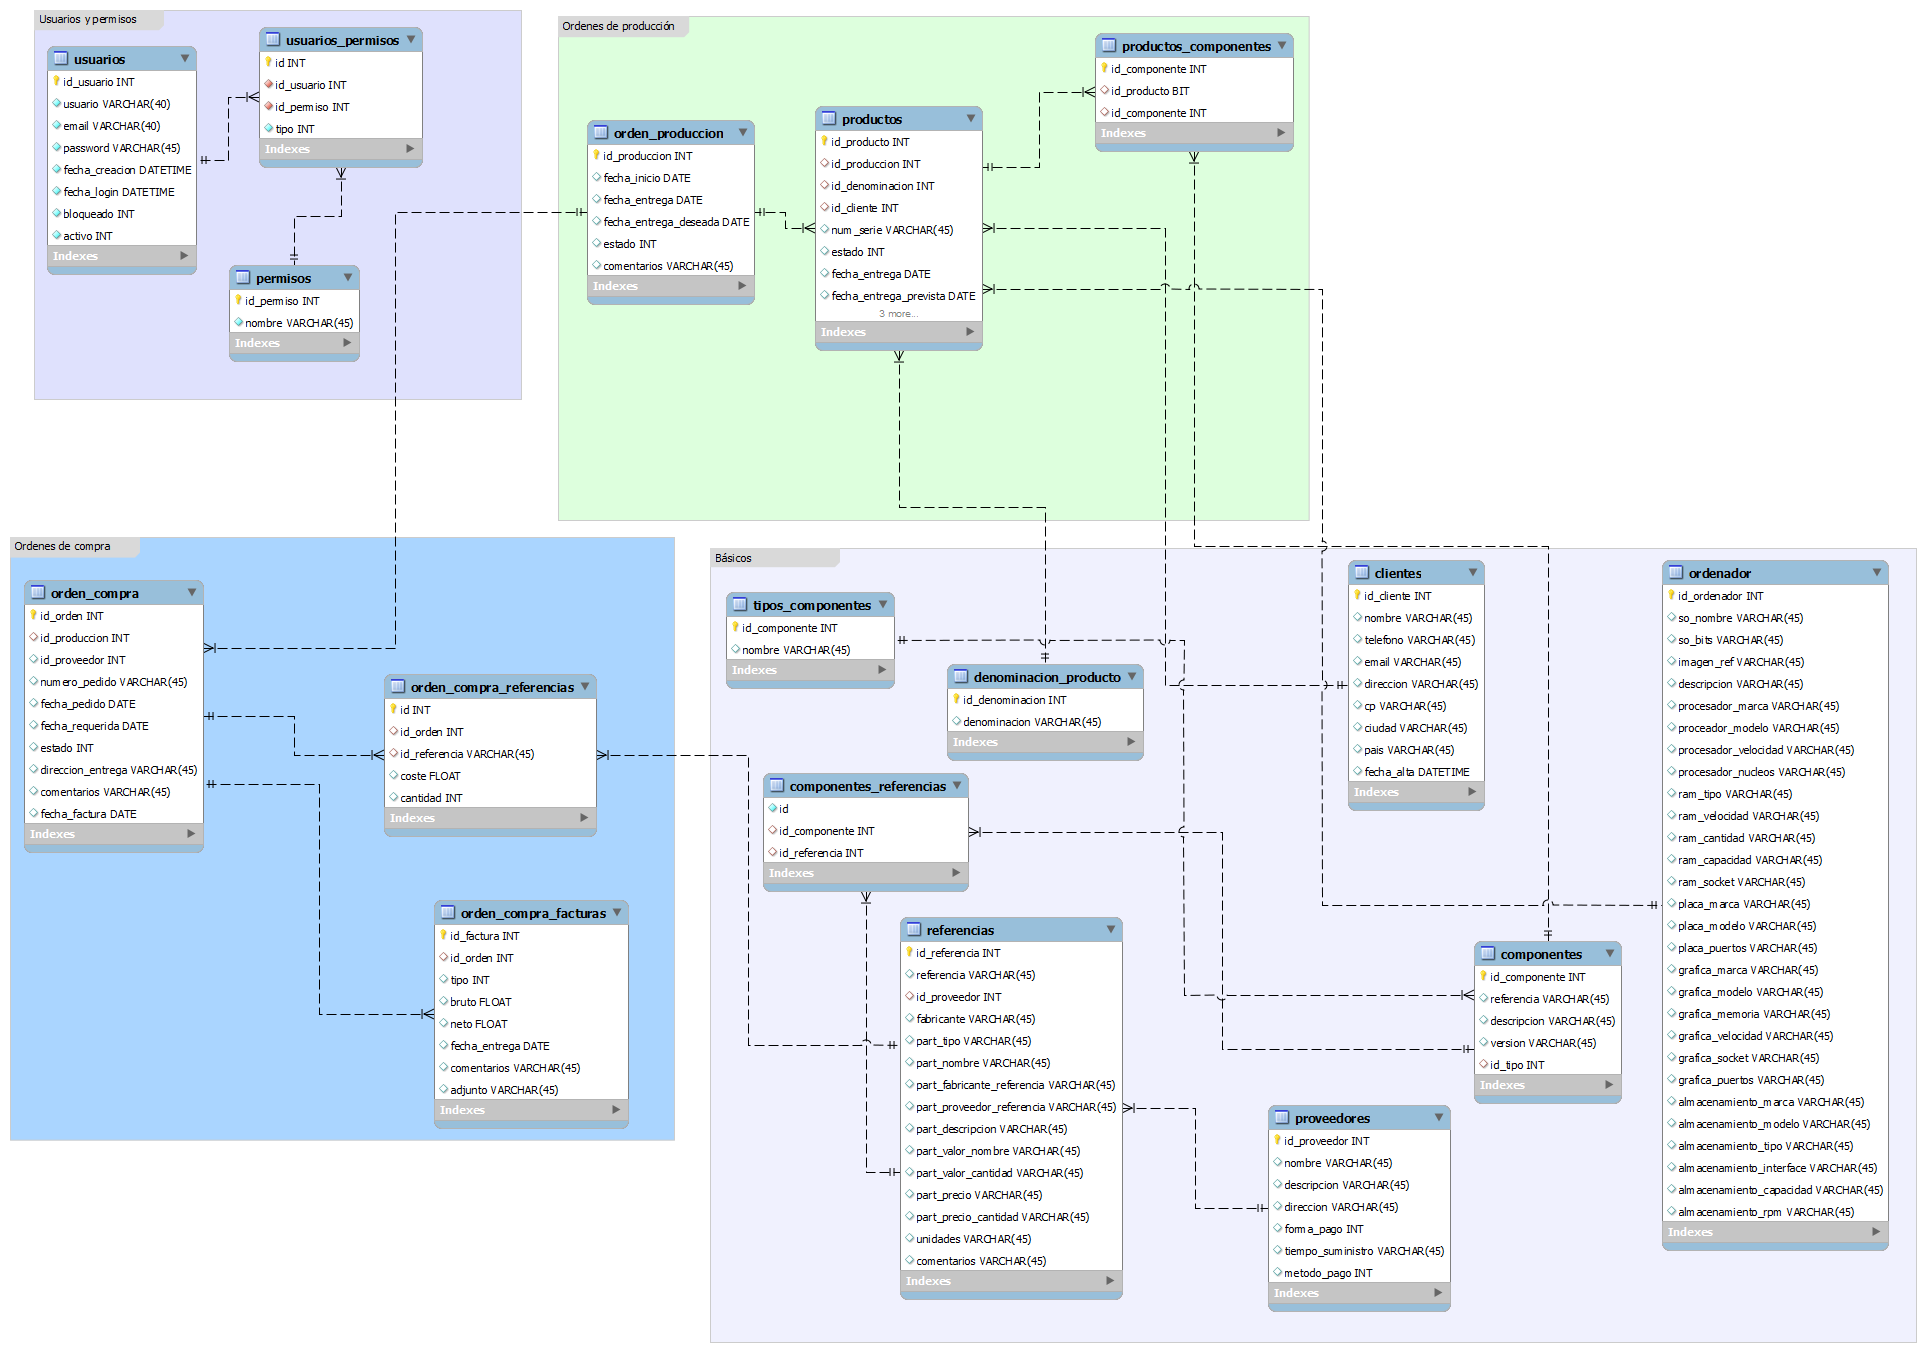 Usuarios y permisos
usuarios
id_usuario INT
usuario VARCHAR(40)
email VARCHAR(40)
password VARCHAR(45)
fecha_creacion DATETIME
fecha_login DATETIME
bloqueado INT
activo INT
Indexes
usuarios_permisos
id INT
id_usuario INT
id_permiso INT
tipo INT
Indexes
permisos
id_permiso INT
nombre VARCHAR(45)
Indexes
Ordenes de producción
orden_produccion
id_produccion INT
fecha_inicio DATE
fecha_entrega DATE
fecha_entrega_deseada DATE
estado INT
comentarios VARCHAR(45)
Indexes
productos
id_producto INT
id_produccion INT
id_denominacion INT
id_cliente INT
num_serie VARCHAR(45)
estado INT
fecha_entrega DATE
fecha_entrega_prevista DATE
3 more...
Indexes
productos_componentes
id_componente INT
id_producto BIT
id_componente INT
Indexes
Ordenes de compra
orden_compra
id_orden INT
id_produccion INT
id_proveedor INT
numero_pedido VARCHAR(45)
fecha_pedido DATE
fecha_requerida DATE
estado INT
direccion_entrega VARCHAR(45)
comentarios VARCHAR(45)
fecha_factura DATE
Indexes
orden_compra_referencias
id INT
id_orden INT
id_referencia VARCHAR(45)
coste FLOAT
cantidad INT
Indexes
orden_compra_facturas
id_factura INT
id_orden INT
tipo INT
bruto FLOAT
neto FLOAT
fecha_entrega DATE
comentarios VARCHAR(45)
adjunto VARCHAR(45)
Indexes
Básicos
tipos_componentes
id_componente INT
nombre VARCHAR(45)
Indexes
denominacion_producto
id_denominacion INT
denominacion VARCHAR(45)
Indexes
componentes_referencias
id
id_componente INT
id_referencia INT
Indexes
referencias
id_referencia INT
referencia VARCHAR(45)
id_proveedor INT
fabricante VARCHAR(45)
part_tipo VARCHAR(45)
part_nombre VARCHAR(45)
part_fabricante_referencia VARCHAR(45)
part_proveedor_referencia VARCHAR(45)
part_descripcion VARCHAR(45)
part_valor_nombre VARCHAR(45)
part_valor_cantidad VARCHAR(45)
part_precio VARCHAR(45)
part_precio_cantidad VARCHAR(45)
unidades VARCHAR(45)
comentarios VARCHAR(45)
Indexes
clientes
id_cliente INT
nombre VARCHAR(45)
telefono VARCHAR(45)
email VARCHAR(45)
direccion VARCHAR(45)
cp VARCHAR(45)
ciudad VARCHAR(45)
pais VARCHAR(45)
fecha_alta DATETIME
Indexes
componentes
id_componente INT
referencia VARCHAR(45)
descripcion VARCHAR(45)
version VARCHAR(45)
id_tipo INT
Indexes
proveedores
id_proveedor INT
nombre VARCHAR(45)
descripcion VARCHAR(45)
direccion VARCHAR(45)
forma_pago INT
tiempo_suministro VARCHAR(45)
metodo_pago INT
Indexes
ordenador
id_ordenador INT
so_nombre VARCHAR(45)
so_bits VARCHAR(45)
imagen_ref VARCHAR(45)
descripcion VARCHAR(45)
procesador_marca VARCHAR(45)
proceador_modelo VARCHAR(45)
procesador_velocidad VARCHAR(45)
procesador_nucleos VARCHAR(45)
ram_tipo VARCHAR(45)
ram_velocidad VARCHAR(45)
ram_cantidad VARCHAR(45)
ram_capacidad VARCHAR(45)
ram_socket VARCHAR(45)
placa_marca VARCHAR(45)
placa_modelo VARCHAR(45)
placa_puertos VARCHAR(45)
grafica_marca VARCHAR(45)
grafica_modelo VARCHAR(45)
grafica_memoria VARCHAR(45)
grafica_velocidad VARCHAR(45)
grafica_socket VARCHAR(45)
grafica_puertos VARCHAR(45)
almacenamiento_marca VARCHAR(45)
almacenamiento_modelo VARCHAR(45)
almacenamiento_tipo VARCHAR(45)
almacenamiento_interface VARCHAR(45)
almacenamiento_capacidad VARCHAR(45)
almacenamiento_rpm VARCHAR(45)
Indexes